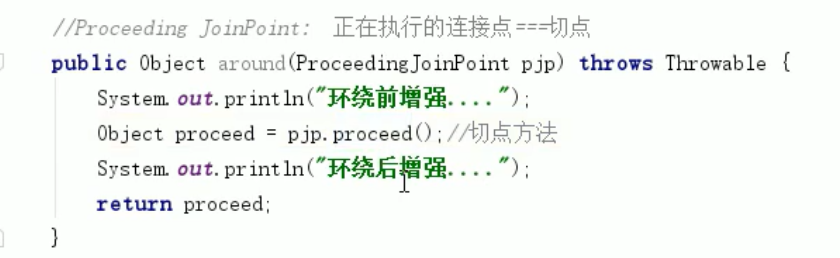 //Proceeding JoinPoint: 正在执行的连接点===切点
public Object around(ProceedingJoinPoint pjp) throws Throwable {
System.out.println("环绕前增强....");
Object proceed = pjp.proceed();//切点方法
System.out.println("环绕后增强....");
return proceed;
}